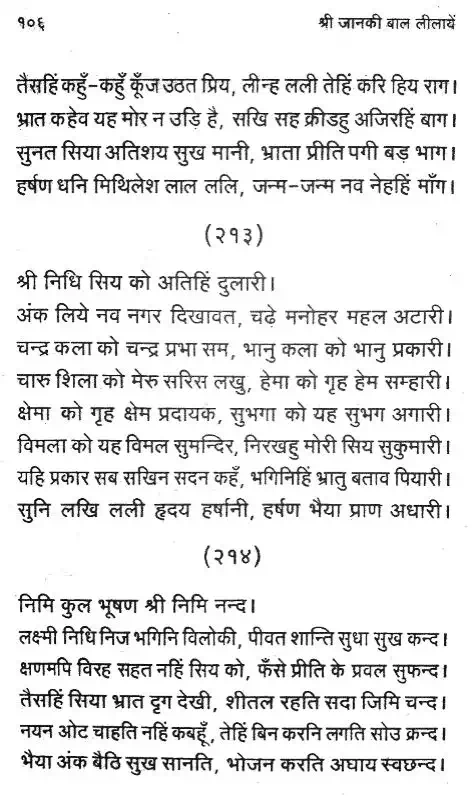 १०६ श्री जानकी बाल लीलायें
तैसहिं कहुँ-कहुँ कूँज उठत प्रिय, लीन्ह लली तेहिं करि हिय राग।
भ्रात कहेव यह मोर न उड़ि है, सखि सह क्रीडहु अजिरहिं बाग।
सुनत सिया अतिशय सुख मानी, भ्राता प्रीति पगी बड़ भाग।
हर्षण धनि मिथिलेश लाल ललि, जन्म-जन्म नव नेहहिं माँग।
(२१३)
श्री निधि सिय को अतिहिं दुलारी।
अंक लिये नव नगर दिखावत, चढ़े मनोहर महल अटारी।
चन्द्र कला को चन्द्र प्रभा सम, भानु कला को भानु प्रकारी।
चारु शिला को मेरु सरिस लखु, हेमा को गृह हेम सम्हारी।
क्षेमा को गृह क्षेम प्रदायक, सुभगा को यह सुभग अगारी।
विमला को यह विमल सुमन्दिर, निरखहु मोरी सिय सुकुमारी।
यहि प्रकार सब सखिन सदन कहँ, भगिनिहिं भ्रातु बताव पियारी।
सुनि लखि लली हृदय हर्षानी, हर्षण भैया प्राण अधारी।
(२१४)
निमि कुल भूषण श्री निमि नन्द।
लक्ष्मी निधि निज भगिनि विलोकी, पीवत शान्ति सुधा सुख कन्द।
क्षणमपि विरह सहत नहिं सिय को, फँसे प्रीति के प्रवल सुफन्द।
तैसहिं सिया भ्रात दृग देखी, शीतल रहति सदा जिमि चन्द।
नयन ओट चाहति नहिं कबहूँ, तेहिं बिन करनि लगति सोउ क्रन्द।
भैया अंक बैठि सुख सानति, भोजन करति अघाय स्वछन्द।